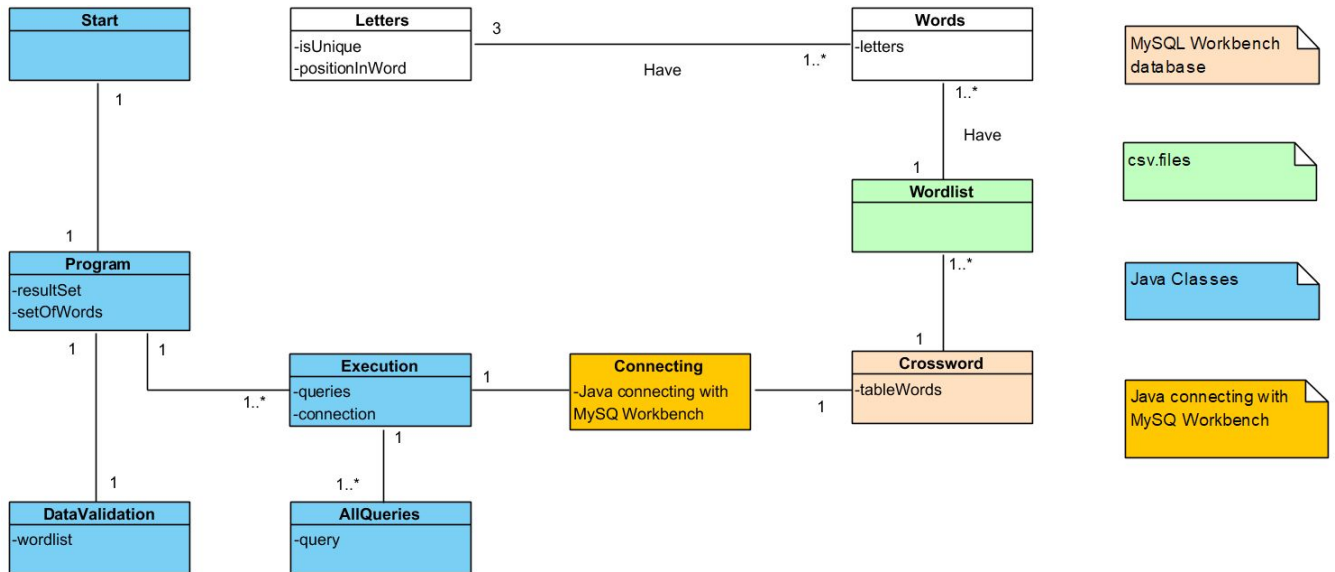 Start
Letters
-isUnique
-positionInWord
3
Have
1..*
Words
-letters
MySQL Workbench
database
1
1..*
Have
1
csv.files
Wordlist
1
Program
-resultSet
-setOfWords
1..*
Java Classes
1
1
1
Execution
-queries
-connection
1..*
1
Connecting
-Java connecting with
MySQ Workbench
1
Crossword
-tableWords
Java connecting with
MySQ Workbench
1
1..*
1
DataValidation
-wordlist
AllQueries
-query